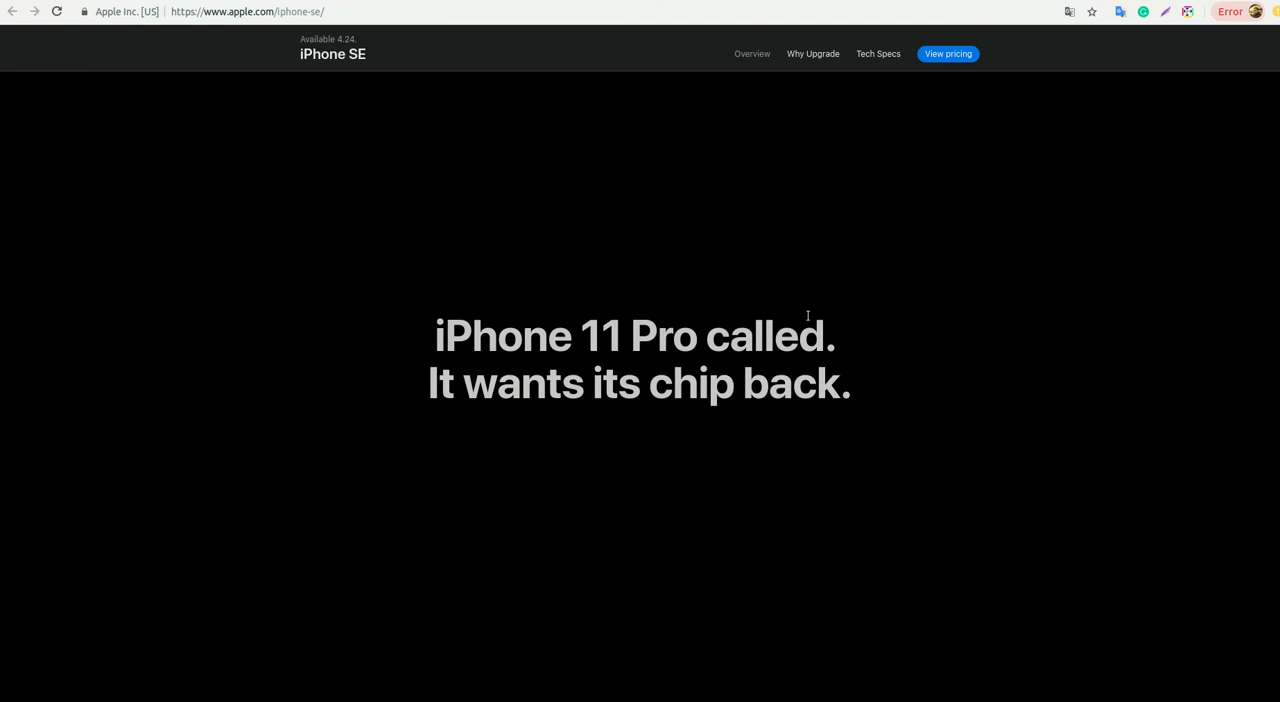 Apple Inc. [US] | https://www.apple.com/iphone-se/
Error
Available 4.24.
iPhone SE
Overview
Why Upgrade
Tech Specs
View pricing
iPhone 11 Pro called.
It wants its chip back.